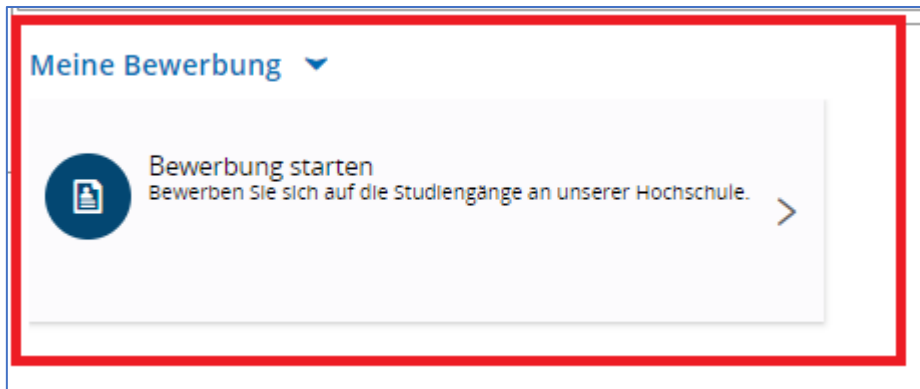 Meine Bewerbung
Bewerbung starten
Bewerben Sie sich auf die Studiengänge an unserer Hochschule.